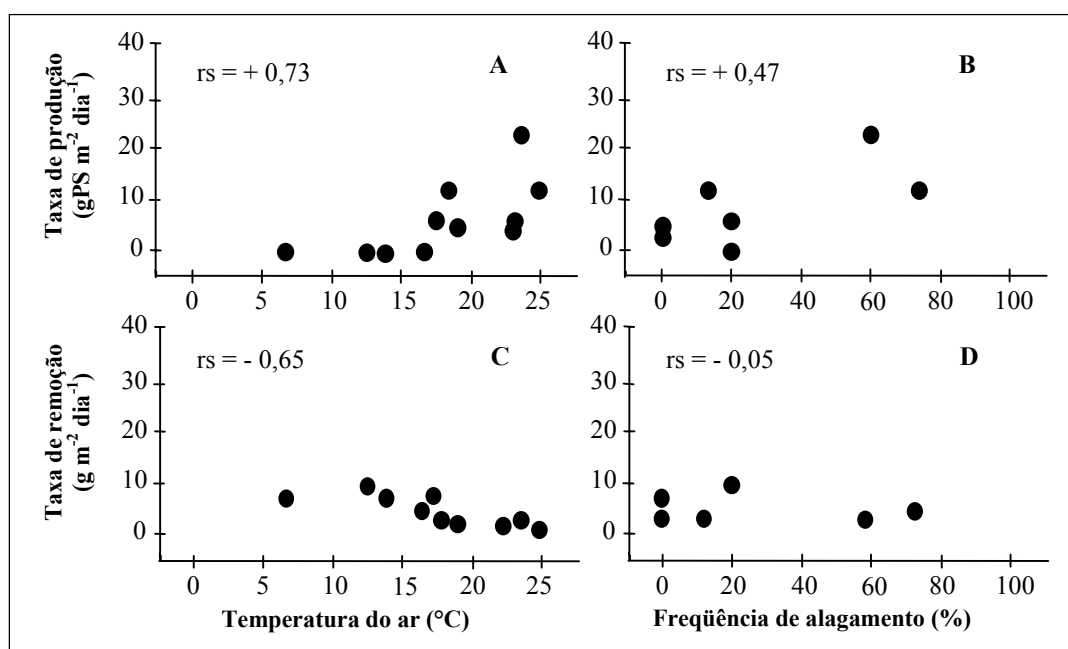 Taxa de produção
(gPS m⁻² dia⁻¹)
40
30
20
10
0
rs = + 0,73
A
0 5 10 15 20 25
40
30
20
10
0
rs = + 0,47
B
0 20 40 60 80 100
Taxa de remoção
(g m⁻² dia⁻¹)
40
30
20
10
0
rs = - 0,65
C
0 5 10 15 20 25
Temperatura do ar (°C)
40
30
20
10
0
rs = - 0,05
D
0 20 40 60 80 100
Freqüência de alagamento (%)